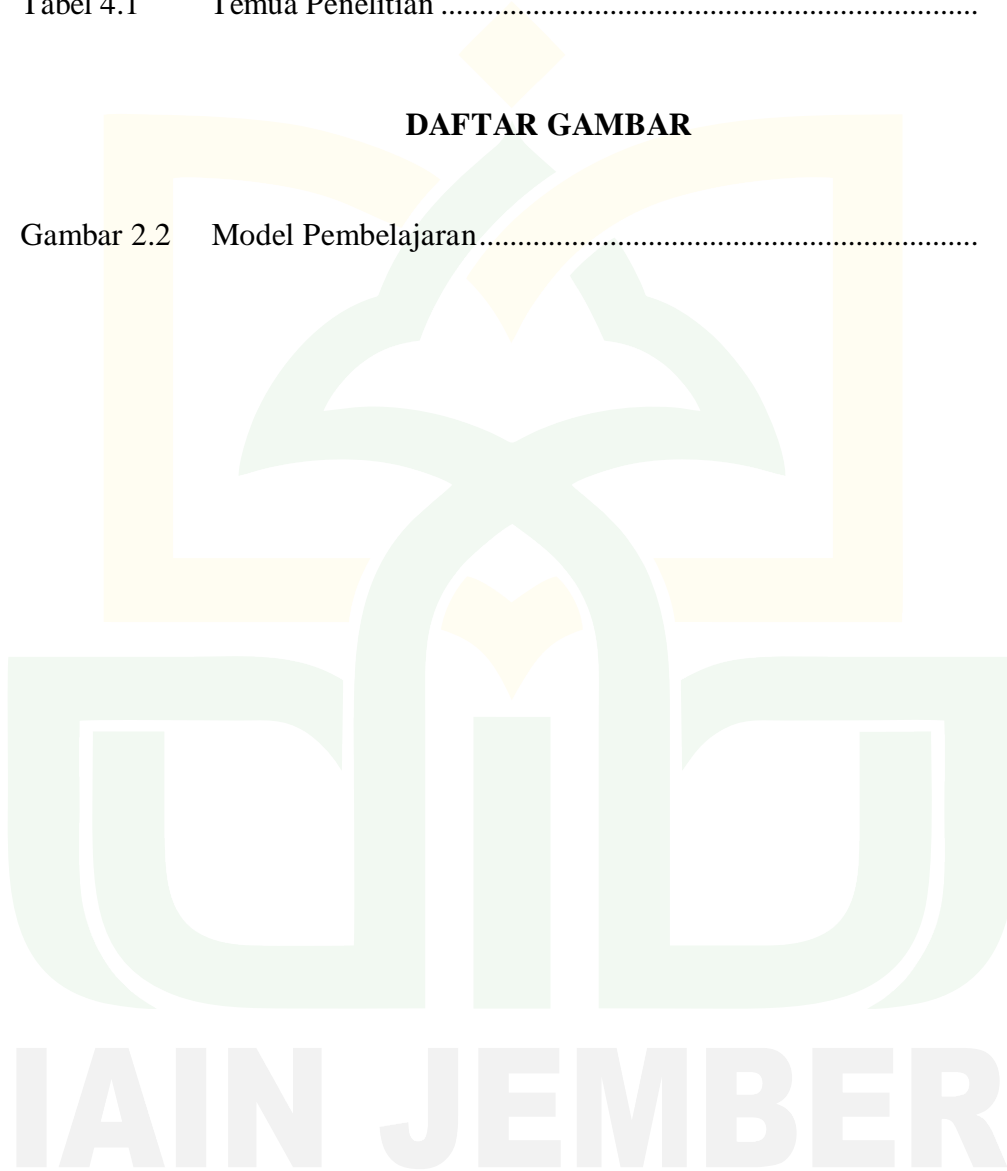 Tabel 4.1 Temua Penelitian ......................................................................
DAFTAR GAMBAR
Gambar 2.2 Model Pembelajaran.................................................................
IAIN JEMBER